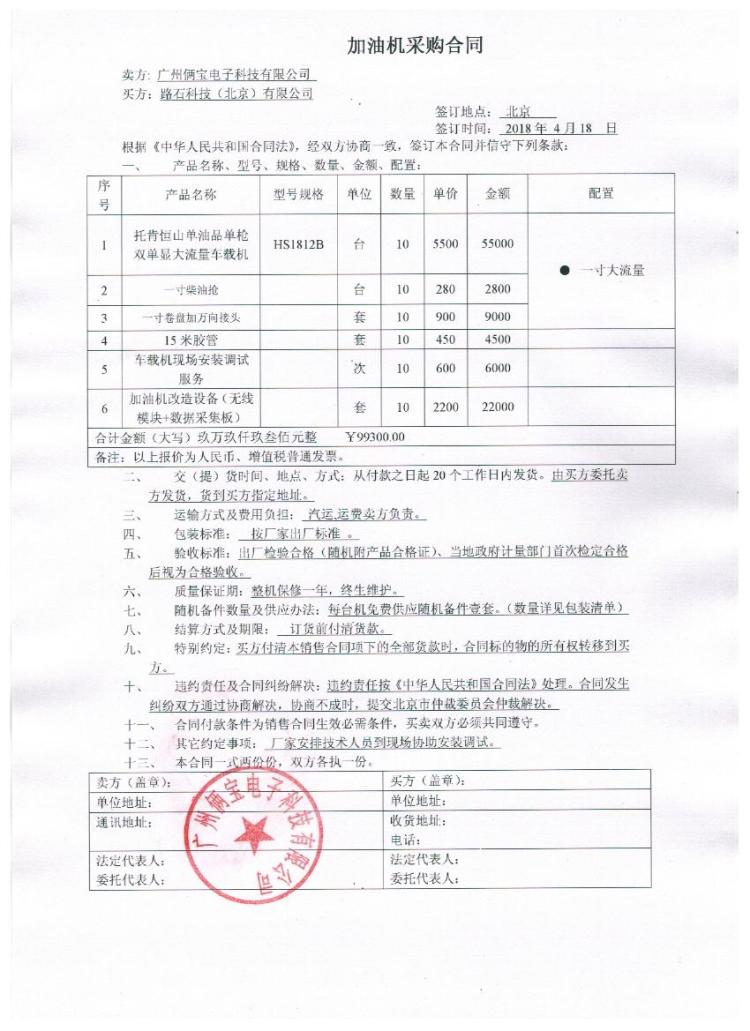 加油机采购合同
卖方：广州俩宝电子科技有限公司
买方：路石科技（北京）有限公司
签订地点： 北京
签订时间： 2018 年 4 月 18 日
根据《中华人民共和国合同法》，经双方协商一致，签订本合同并信守下列条款：
一、 产品名称、型号、规格、数量、金额、配置：
序号 产品名称 型号规格 单位 数量 单价 金额 配置
1 托肯恒山单油品单枪双单显大流量车载机 HS1812B 台 10 5500 55000 ● 一寸大流量
2 一寸柴油抢 台 10 280 2800
3 一寸卷盘加万向接头 套 10 900 9000
4 15 米胶管 套 10 450 4500
5 车载机现场安装调试服务 次 10 600 6000
6 加油机改造设备（无线模块+数据采集板） 套 10 2200 22000
合计金额（大写）玖万玖仟玖叁佰元整 ￥99300.00
备注：以上报价为人民币、增值税普通发票。
二、 交（提）货时间、地点、方式：从付款之日起 20 个工作日内发货。由买方委托卖
方发货，货到买方指定地址。
三、 运输方式及费用负担： 汽运,运费卖方负责。
四、 包装标准： 按厂家出厂标准 。
五、 验收标准：出厂检验合格（随机附产品合格证）、当地政府计量部门首次检定合格
后视为合格验收。
六、 质量保证期：整机保修一年，终生维护。
七、 随机备件数量及供应办法：每台机免费供应随机备件壹套。（数量详见包装清单）
八、 结算方式及期限： 订货前付清货款。
九、 特别约定：买方付清本销售合同项下的全部货款时，合同标的物的所有权转移到买
方。
十、 违约责任及合同纠纷解决：违约责任按《中华人民共和国合同法》处理。合同发生
纠纷双方通过协商解决，协商不成时，提交北京市仲裁委员会仲裁解决。
十一、 合同付款条件为销售合同生效必需条件，买卖双方必须共同遵守。
十二、 其它约定事项： 厂家安排技术人员到现场协助安装调试。
十三、 本合同一式两份份，双方各执一份。
卖方（盖章）： 买方（盖章）：
单位地址： 单位地址：
通讯地址： 收货地址：
电话：
法定代表人： 法定代表人：
委托代表人： 委托代表人：
广州俩宝电子科技有限公司